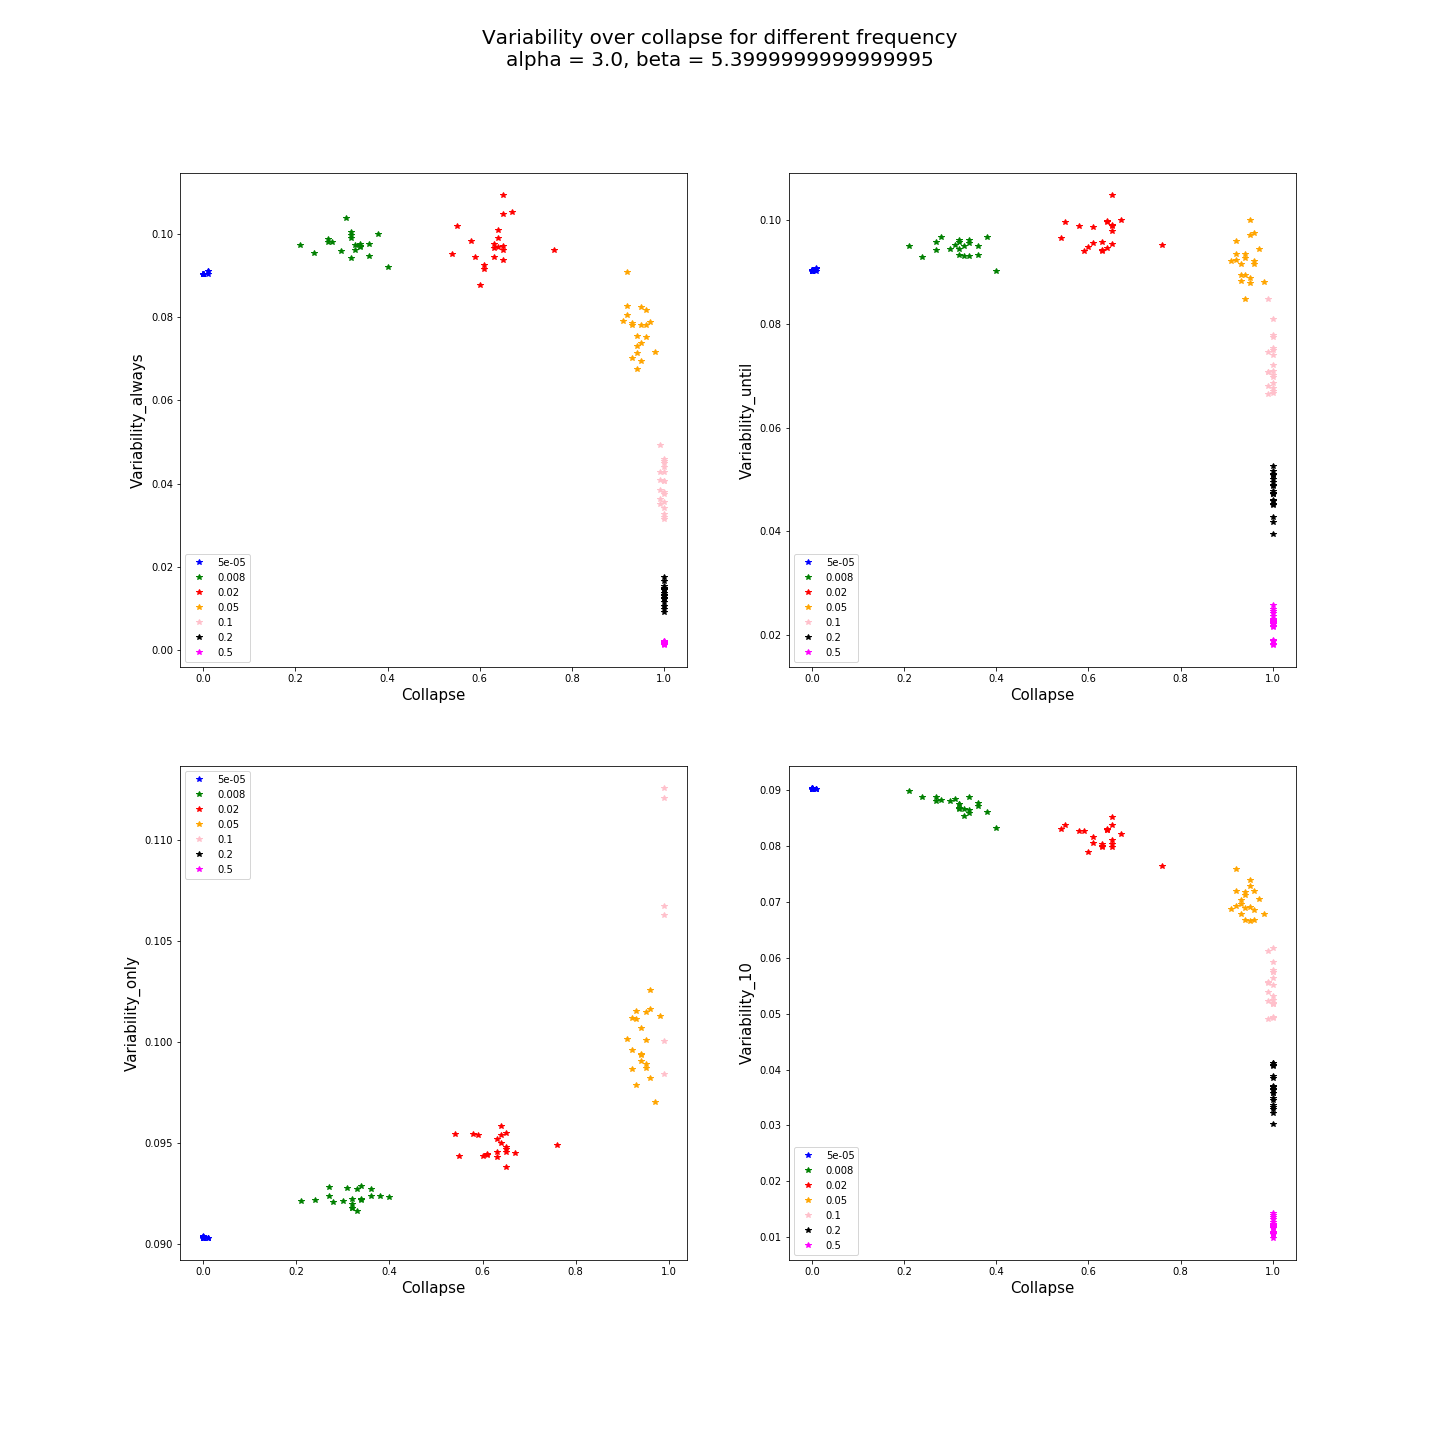 Variability over collapse for different frequency
alpha = 3.0, beta = 5.3999999999999995
0.10
0.08
0.06
0.04
0.02
0.00
Variability_always
5e-05
0.008
0.02
0.05
0.1
0.2
0.5
0.0 0.2 0.4 0.6 0.8 1.0
Collapse
0.10
0.08
0.06
0.04
0.02
Variability_until
5e-05
0.008
0.02
0.05
0.1
0.2
0.5
0.0 0.2 0.4 0.6 0.8 1.0
Collapse
5e-05
0.008
0.02
0.05
0.1
0.2
0.5
0.110
0.105
0.100
0.095
0.090
Variability_only
0.0 0.2 0.4 0.6 0.8 1.0
Collapse
0.09
0.08
0.07
0.06
0.05
0.04
0.03
0.02
0.01
Variability_10
5e-05
0.008
0.02
0.05
0.1
0.2
0.5
0.0 0.2 0.4 0.6 0.8 1.0
Collapse